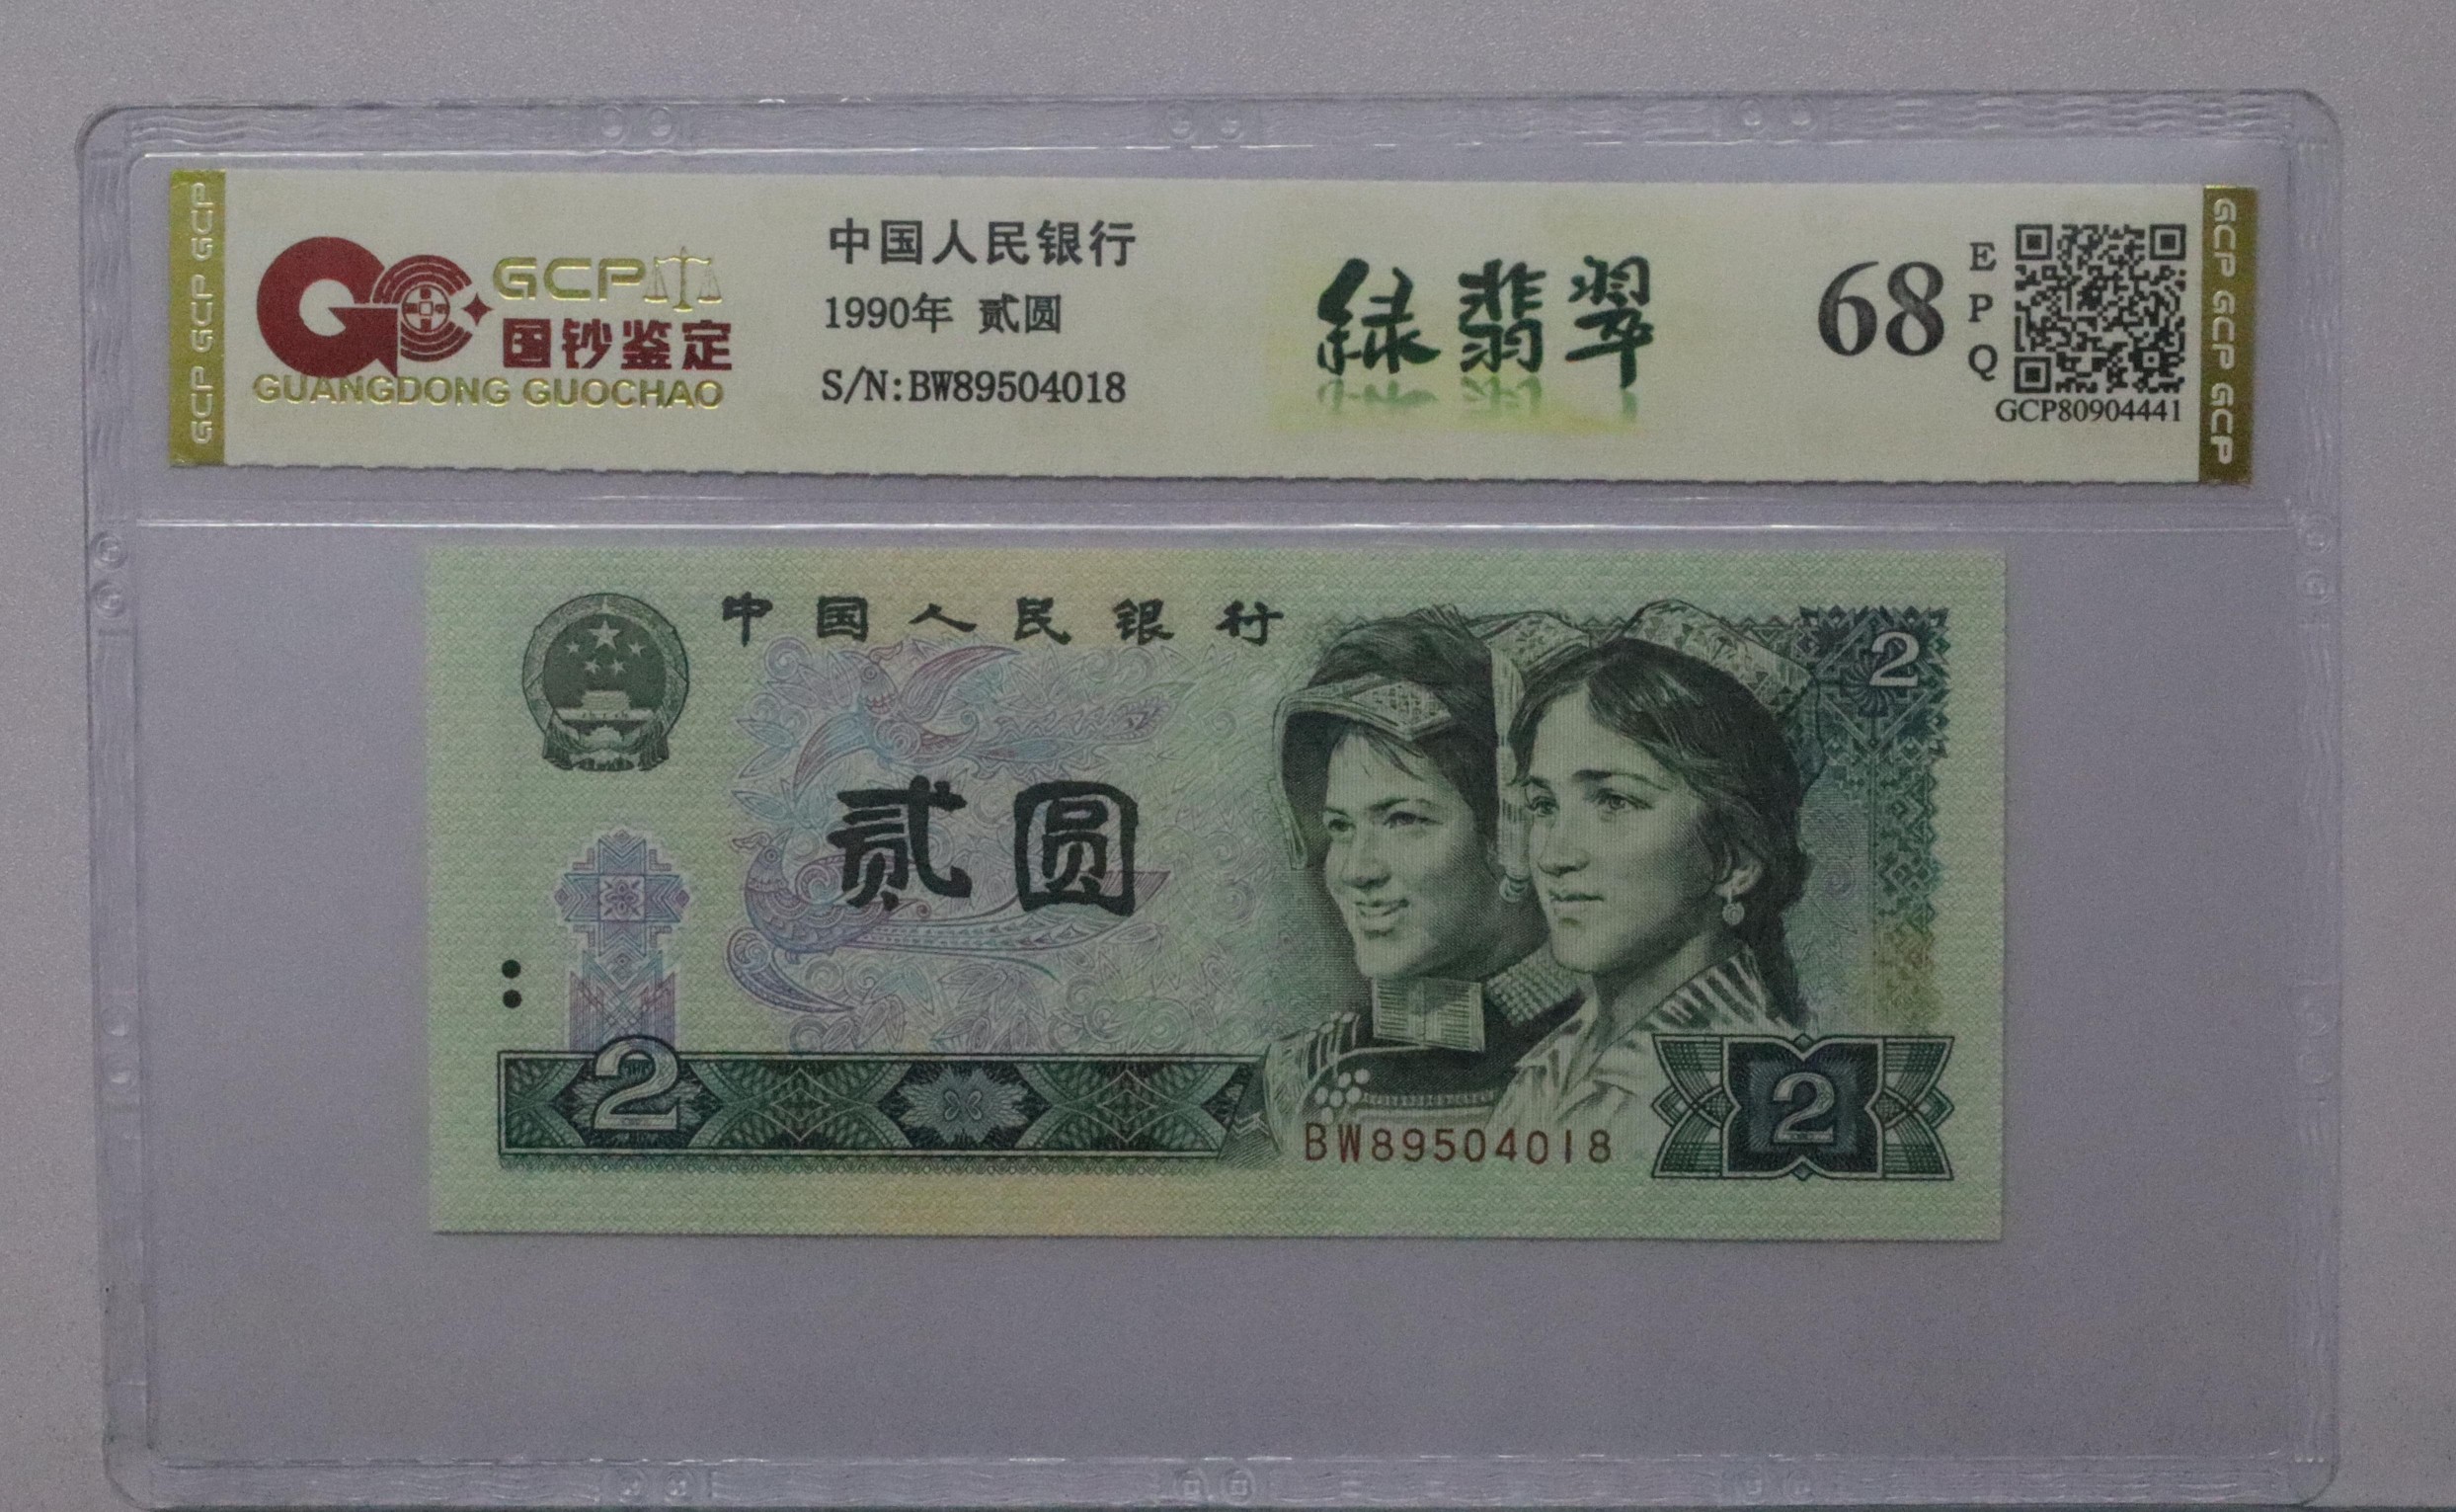 GCP GCP GCP
GCP
国钞鉴定
GUANGDONG GUOCHAO
中国人民银行
1990年 贰圆
S/N:BW89504018
緑翡翠
68
E
P
Q
GCP80904441
GCP GCP GCP
中国人民银行
2
贰圆
2
BW89504018
2